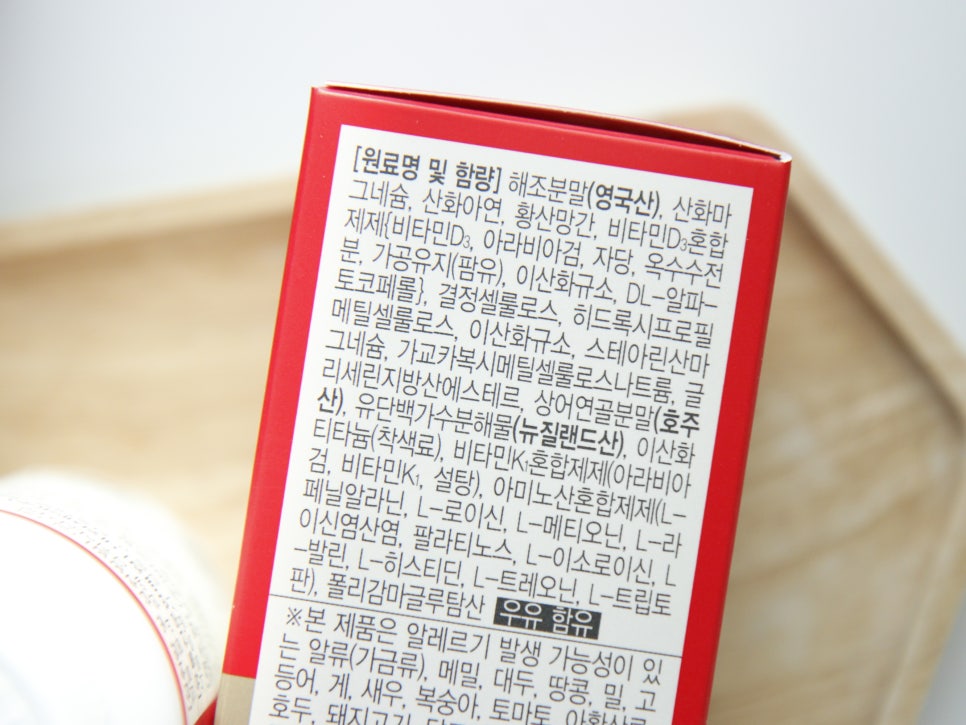 [원료명 및 함량] 해조분말(영국산), 산화마
그네슘, 산화아연, 황산망간, 비타민D₃혼합
제제{비타민D₃, 아라비아검, 자당, 옥수수전
분, 가공유지(팜유), 이산화규소, DL-알파-
토코페롤}, 결정셀룰로스, 히드록시프로필
메틸셀룰로스, 이산화규소, 스테아린산마
그네슘, 가교카복시메틸셀룰로스나트륨, 글
리세린지방산에스테르, 상어연골분말(호주
산), 유단백가수분해물(뉴질랜드산), 이산화
티타늄(착색료), 비타민K₁혼합제제(아라비아
검, 비타민K₁, 설탕), 아미노산혼합제제(L-
페닐알라닌, L-로이신, L-메티오닌, L-라
이신염산염, 팔라티노스, L-이소로이신, L
-발린, L-히스티딘, L-트레오닌, L-트립토
판), 폴리감마글루탐산 우유 함유
※본 제품은 알레르기 발생 가능성이 있
는 알류(가금류), 메밀, 대두, 땅콩, 밀, 고
등어, 게, 새우, 복숭아, 토마토, 아황산류,
호두, 돼지고기,